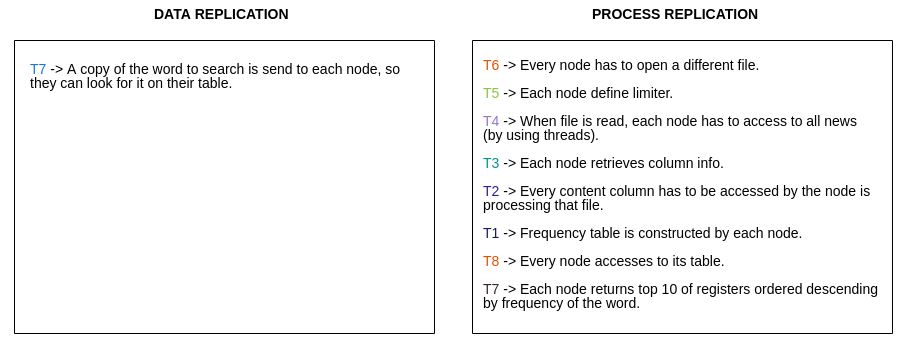 DATA REPLICATION
T7 -> A copy of the word to search is send to each node, so
they can look for it on their table.
PROCESS REPLICATION
T6 -> Every node has to open a different file.
T5 -> Each node define limiter.
T4 -> When file is read, each node has to access to all news
(by using threads).
T3 -> Each node retrieves column info.
T2 -> Every content column has to be accessed by the node is
processing that file.
T1 -> Frequency table is constructed by each node.
T8 -> Every node accesses to its table.
T7 -> Each node returns top 10 of registers ordered descending
by frequency of the word.